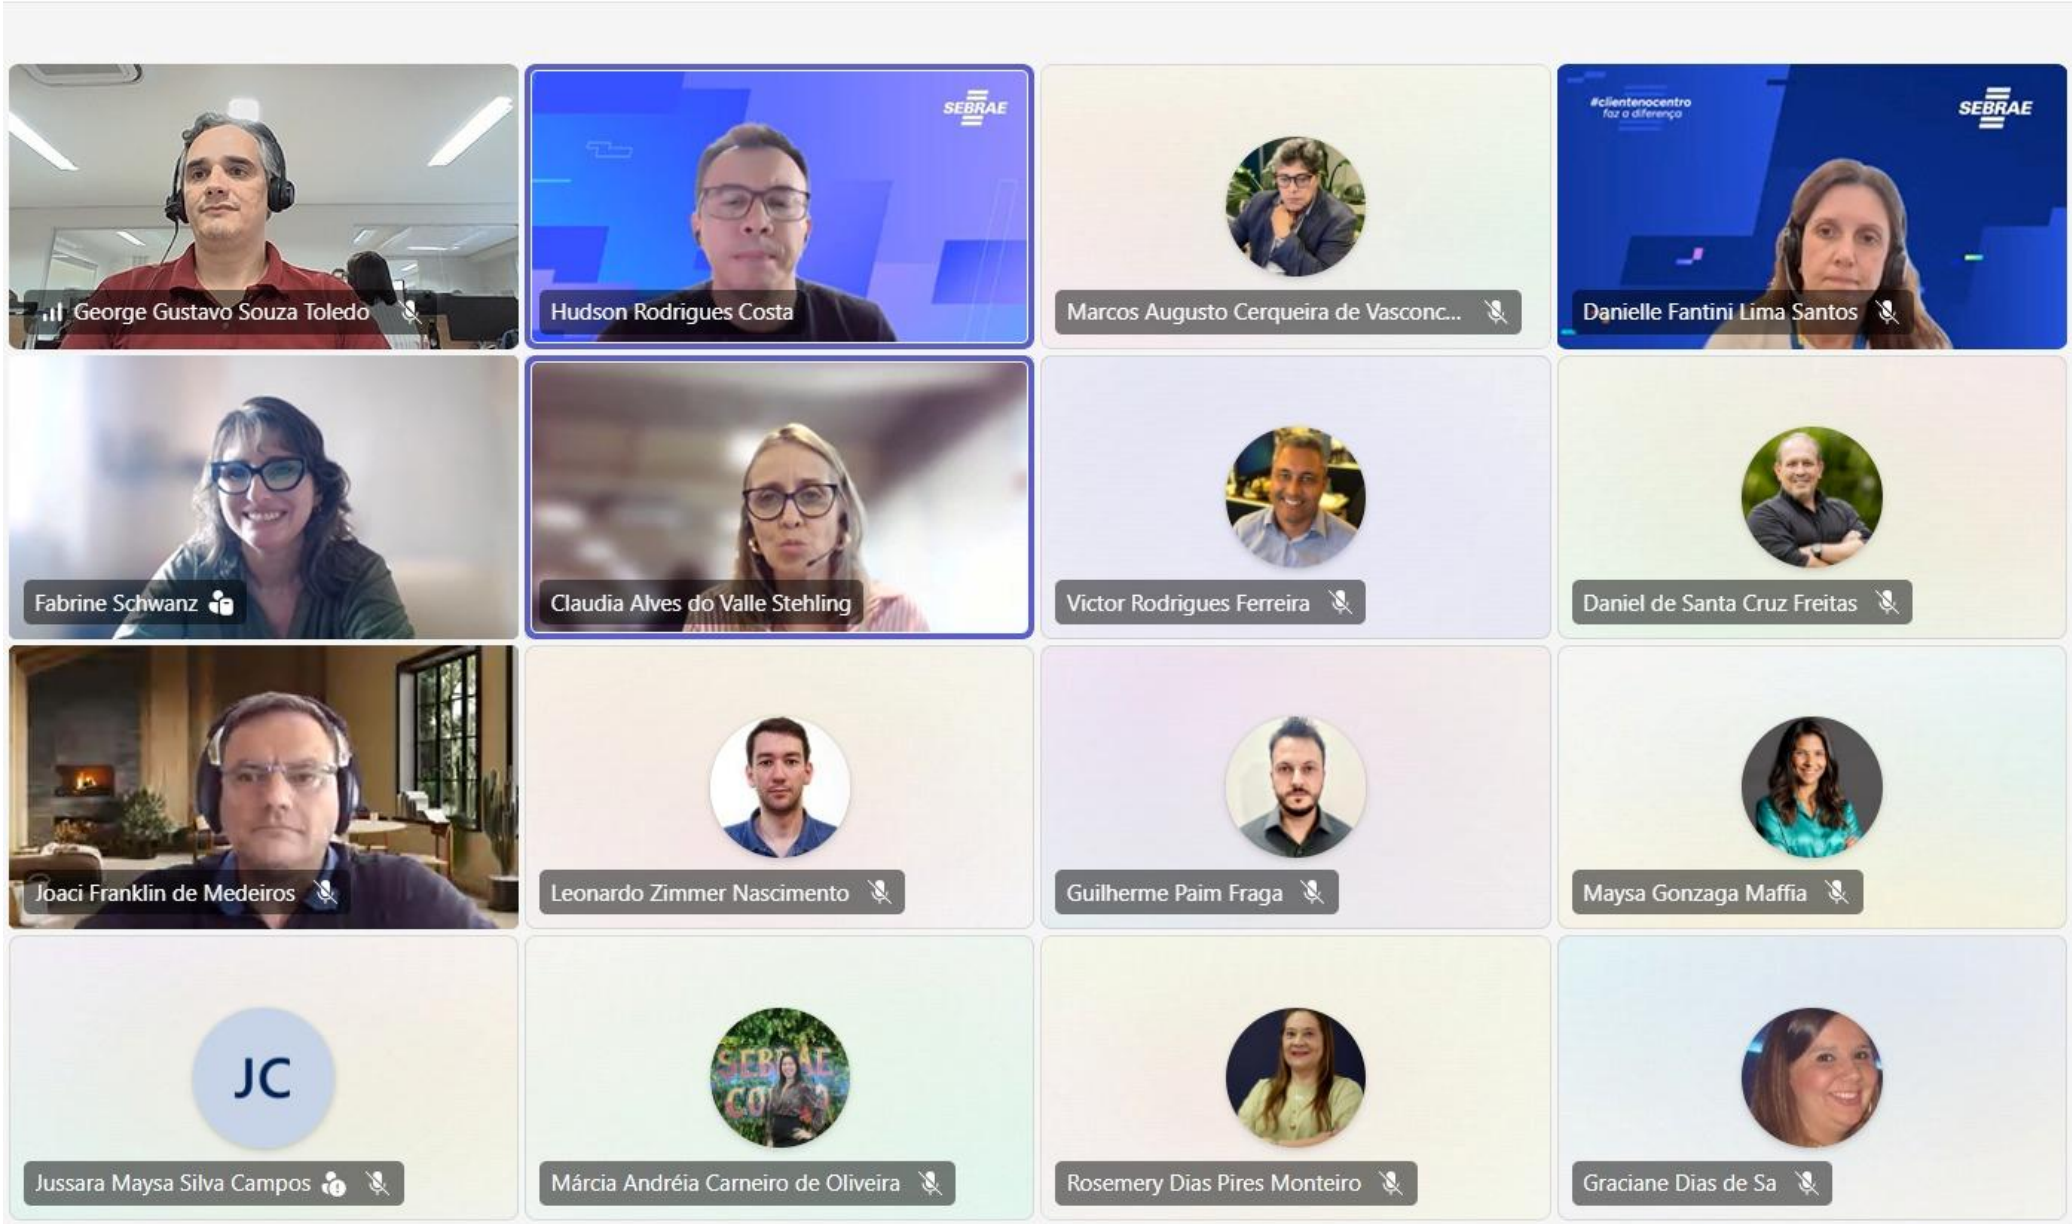 SEBRAE
#clientenocentro
faz a diferença
SEBRAE
George Gustavo Souza Toledo
Hudson Rodrigues Costa
Marcos Augusto Cerqueira de Vasconc...
Danielle Fantini Lima Santos
Fabrine Schwanz
Claudia Alves do Valle Stehling
Victor Rodrigues Ferreira
Daniel de Santa Cruz Freitas
Joaci Franklin de Medeiros
Leonardo Zimmer Nascimento
Guilherme Paim Fraga
Maysa Gonzaga Maffia
JC
SEBRAE
Jussara Maysa Silva Campos
Márcia Andréia Carneiro de Oliveira
Rosemery Dias Pires Monteiro
Graciane Dias de Sa